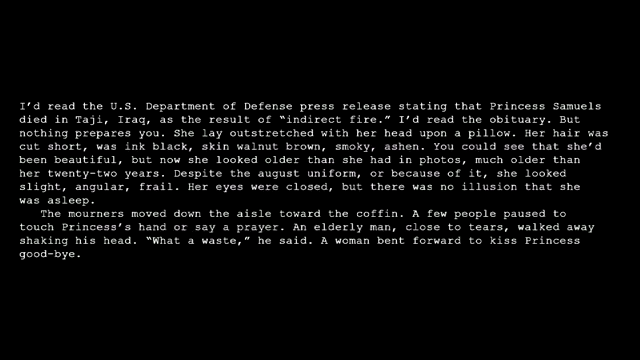 I’d read the U.S. Department of Defense press release stating that Princess Samuels
died in Taji, Iraq, as the result of “indirect fire.” I’d read the obituary. But
nothing prepares you. She lay outstretched with her head upon a pillow. Her hair was
cut short, was ink black, skin walnut brown, smoky, ashen. You could see that she’d
been beautiful, but now she looked older than she had in photos, much older than
her twenty-two years. Despite the august uniform, or because of it, she looked
slight, angular, frail. Her eyes were closed, but there was no illusion that she
was asleep.
The mourners moved down the aisle toward the coffin. A few people paused to
touch Princess’s hand or say a prayer. An elderly man, close to tears, walked away
shaking his head. “What a waste,” he said. A woman bent forward to kiss Princess
good-bye.